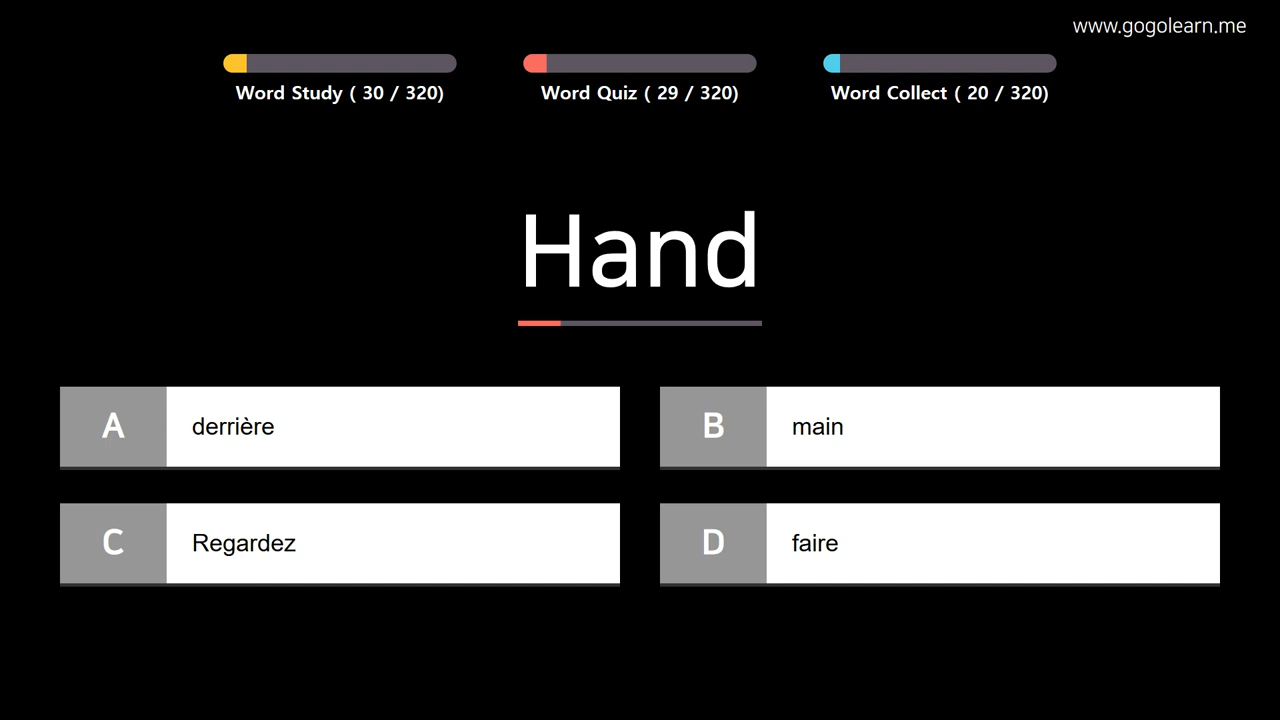 www.gogolearn.me
Word Study ( 30 / 320)
Word Quiz ( 29 / 320)
Word Collect ( 20 / 320)
Hand
A derrière
B main
C Regardez
D faire